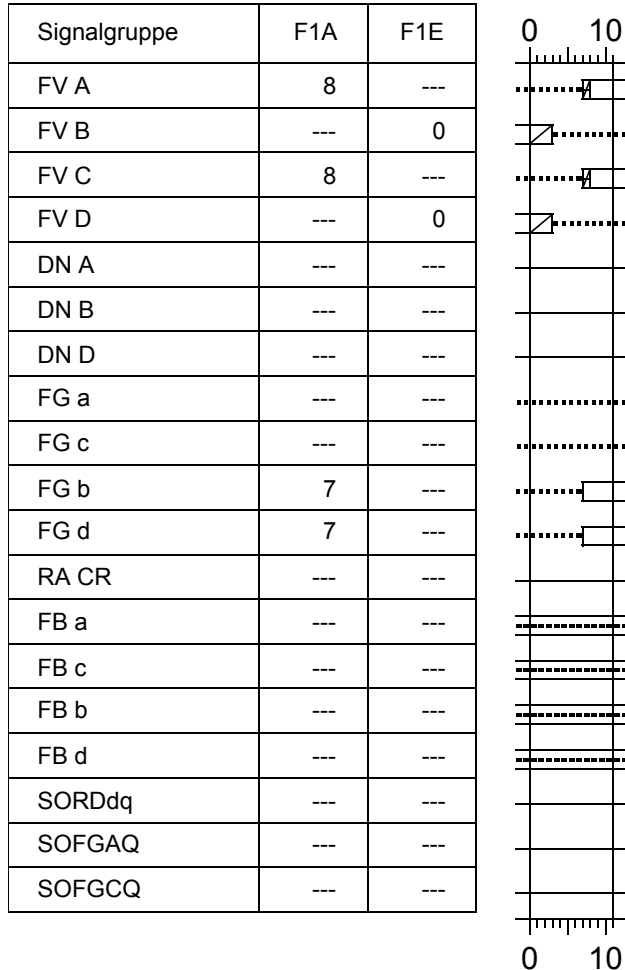 Signalgruppe F1A F1E 0 10
FV A 8 ---
FV B --- 0
FV C 8 ---
FV D --- 0
DN A --- ---
DN B --- ---
DN D --- ---
FG a --- ---
FG c --- ---
FG b 7 ---
FG d 7 ---
RA CR --- ---
FB a --- ---
FB c --- ---
FB b --- ---
FB d --- ---
SORDdq --- ---
SOFGAQ --- ---
SOFGCQ --- ---
0 10